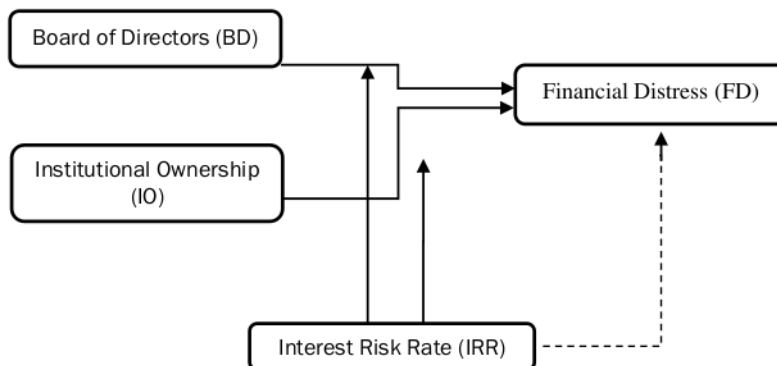 Board of Directors (BD)
Financial Distress (FD)
Institutional Ownership
(IO)
Interest Risk Rate (IRR)